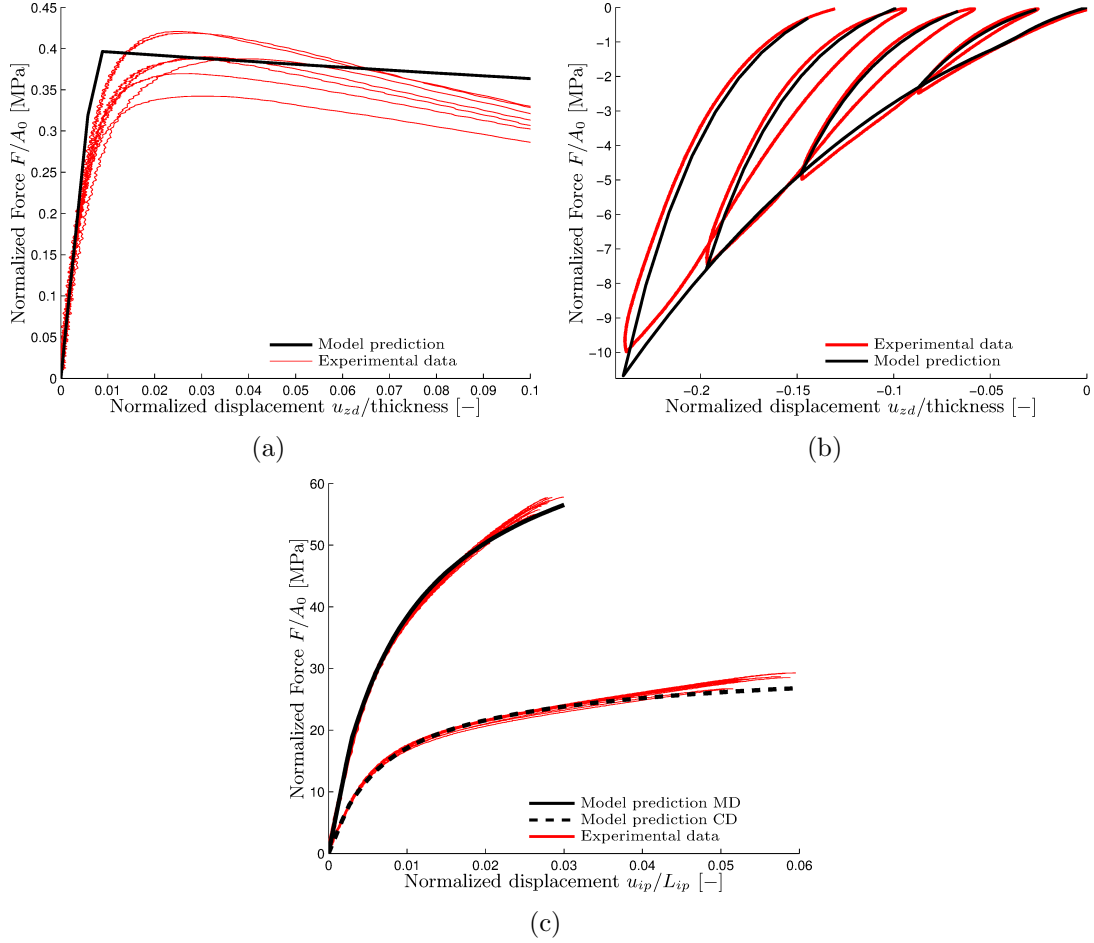 0.45
0.4
0.35
0.3
0.25
0.2
0.15
0.1
0.05
0
Normalized Force F/A₀ [MPa]
Model prediction
Experimental data
0 0.01 0.02 0.03 0.04 0.05 0.06 0.07 0.08 0.09 0.1
Normalized displacement u_zd/thickness [−]
(a)
0
−1
−2
−3
−4
−5
−6
−7
−8
−9
−10
Normalized Force F/A₀ [MPa]
Experimental data
Model prediction
−0.2 −0.15 −0.1 −0.05 0
Normalized displacement u_zd/thickness [−]
(b)
60
50
40
30
20
10
0
Normalized Force F/A₀ [MPa]
Model prediction MD
Model prediction CD
Experimental data
0 0.01 0.02 0.03 0.04 0.05 0.06
Normalized displacement u_ip/L_ip [−]
(c)